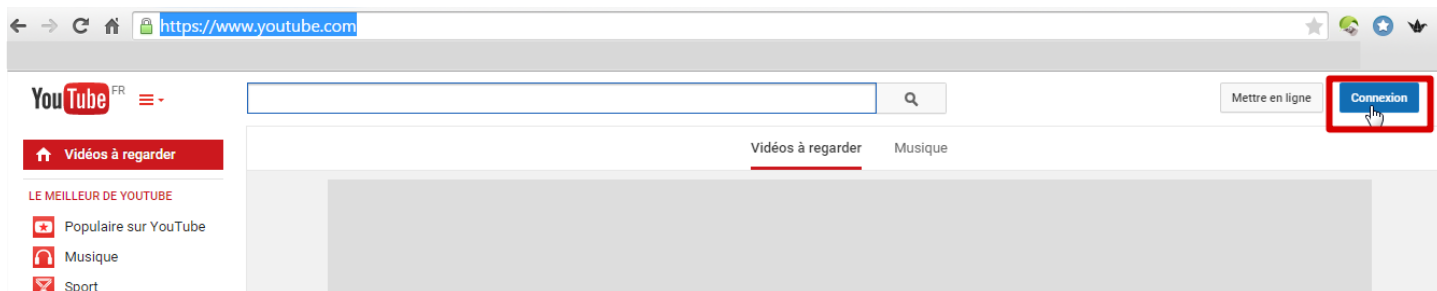 https://www.youtube.com
YouTube FR
Mettre en ligne
Connexion
Vidéos à regarder
Vidéos à regarder
Musique
LE MEILLEUR DE YOUTUBE
Populaire sur YouTube
Musique
Sport